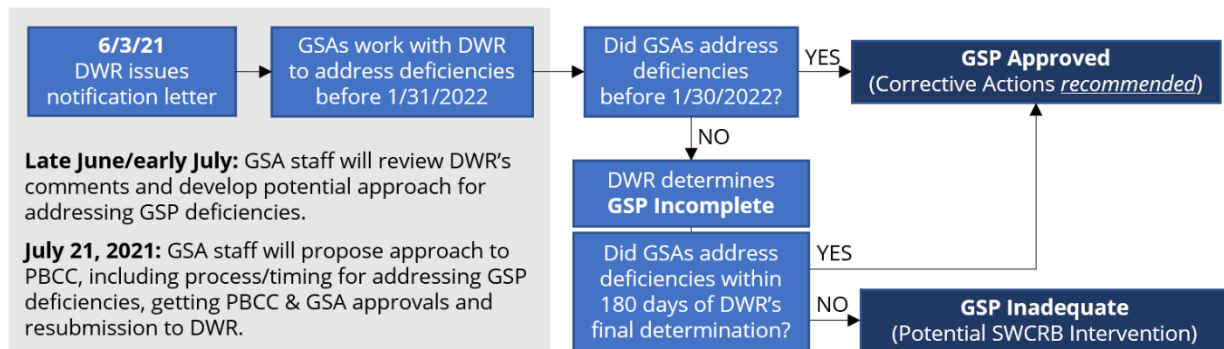 6/3/21
DWR issues
notification letter
GSAs work with DWR
to address deficiencies
before 1/31/2022
Did GSAs address
deficiencies
before 1/30/2022?
YES
GSP Approved
(Corrective Actions recommended)
NO
Late June/early July: GSA staff will review DWR's
comments and develop potential approach for
addressing GSP deficiencies.
July 21, 2021: GSA staff will propose approach to
PBCC, including process/timing for addressing GSP
deficiencies, getting PBCC & GSA approvals and
resubmission to DWR.
DWR determines
GSP Incomplete
Did GSAs address
deficiencies within
180 days of DWR's
final determination?
YES
NO
GSP Inadequate
(Potential SWCRB Intervention)